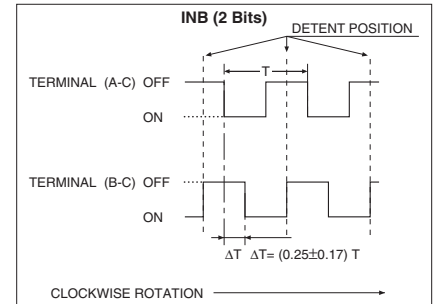 INB (2 Bits)
DETENT POSITION
T
TERMINAL (A-C) OFF
ON
TERMINAL (B-C) OFF
ON
ΔT ΔT= (0.25±0.17) T
CLOCKWISE ROTATION